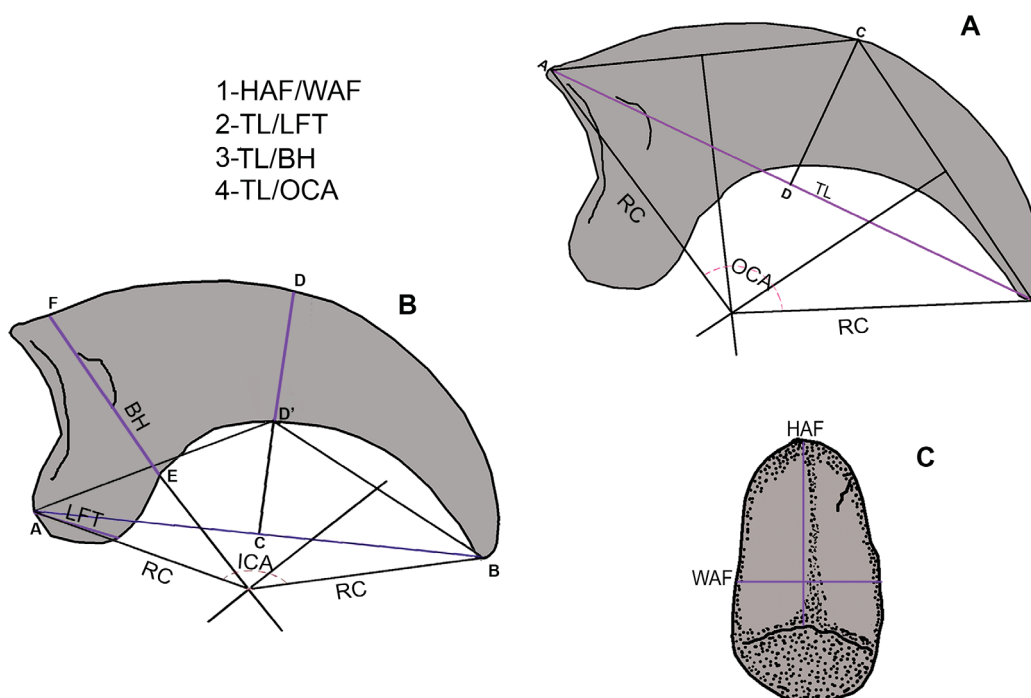 1-HAF/WAF
2-TL/LFT
3-TL/BH
4-TL/OCA
A
A
C
RC
D
TL
OCA
RC
B
F
D
BH
D'
E
A
LFT
C
ICA
RC
RC
B
C
HAF
WAF